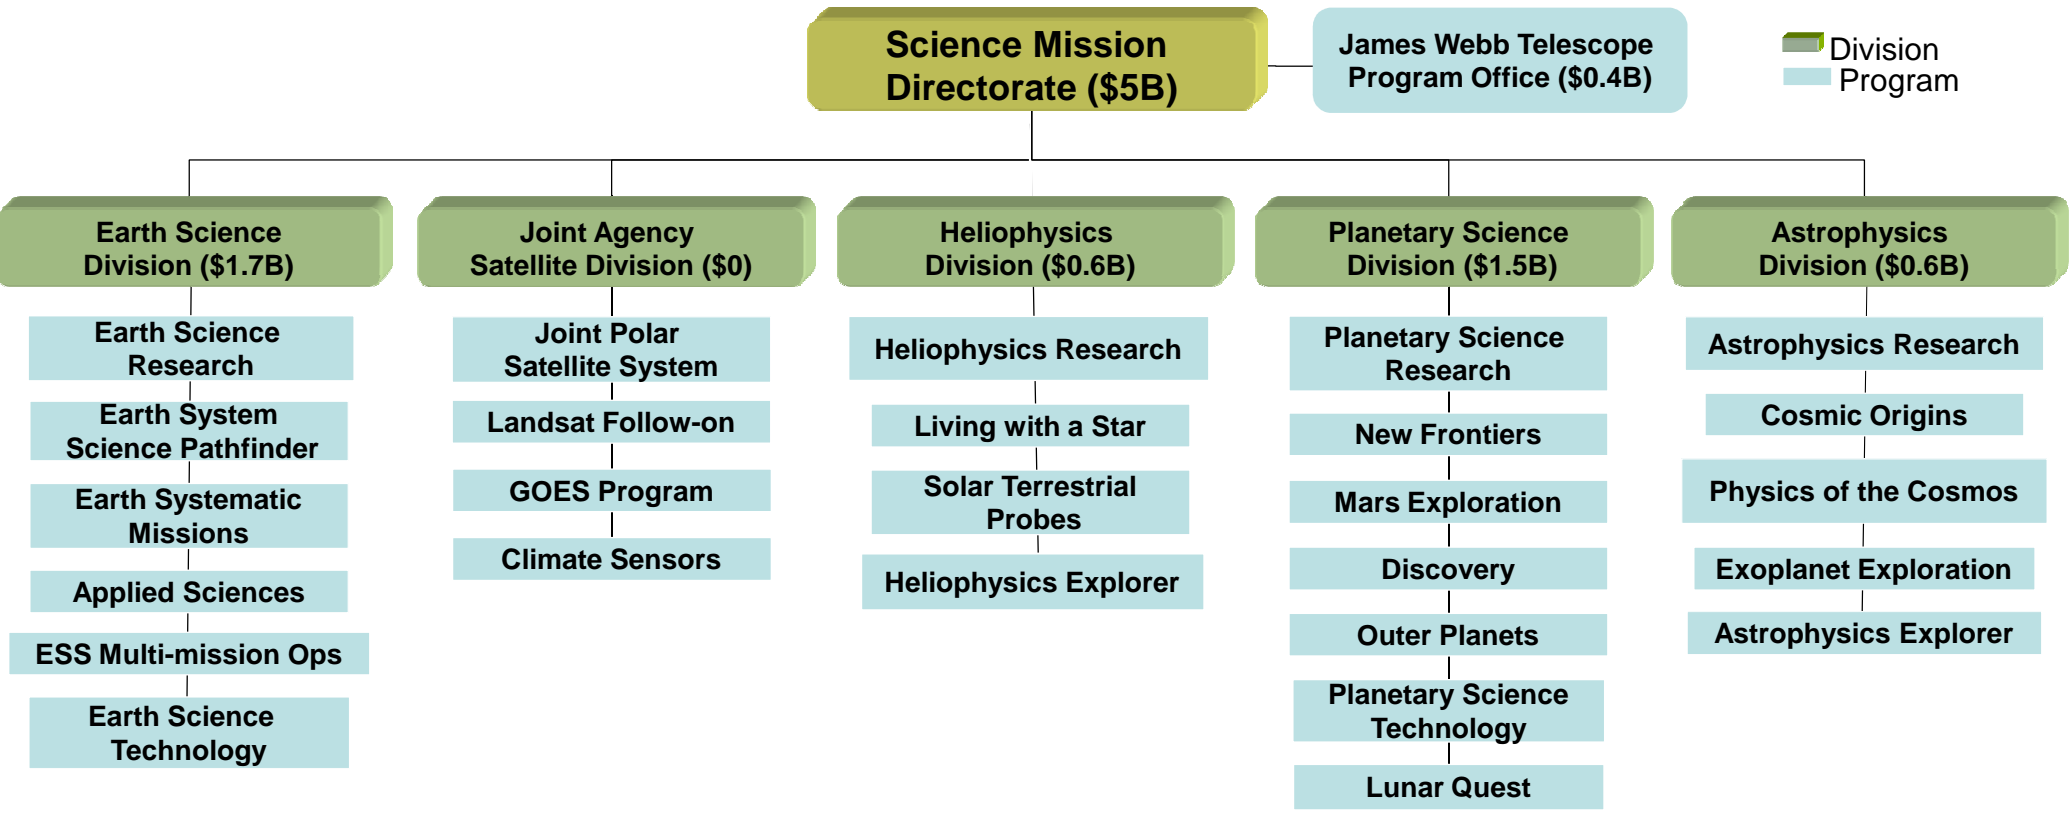 Science Mission
Directorate ($5B)
James Webb Telescope
Program Office ($0.4B)
Division
Program
Earth Science
Division ($1.7B)
Joint Agency
Satellite Division ($0)
Heliophysics
Division ($0.6B)
Planetary Science
Division ($1.5B)
Astrophysics
Division ($0.6B)
Earth Science
Research
Earth System
Science Pathfinder
Earth Systematic
Missions
Applied Sciences
ESS Multi-mission Ops
Earth Science
Technology
Joint Polar
Satellite System
Landsat Follow-on
GOES Program
Climate Sensors
Heliophysics Research
Living with a Star
Solar Terrestrial
Probes
Heliophysics Explorer
Planetary Science
Research
New Frontiers
Mars Exploration
Discovery
Outer Planets
Planetary Science
Technology
Lunar Quest
Astrophysics Research
Cosmic Origins
Physics of the Cosmos
Exoplanet Exploration
Astrophysics Explorer